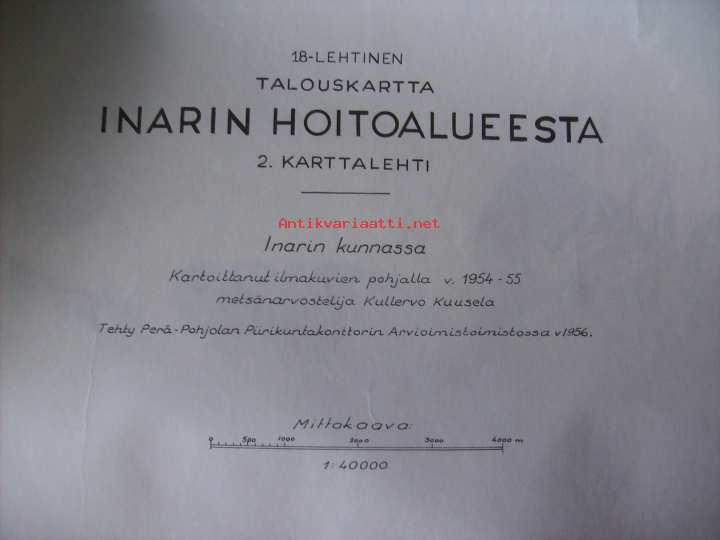 18-LEHTINEN
TALOUSKARTTA
INARIN HOITOALUEESTA
2. KARTTALEHTI
Antikvariaatti.net
Inarin kunnassa
Kartoittanut ilmakuvien pohjalla v. 1954-55
metsänarvostelija Kullervo Kuusela
Tehty Perä-Pohjolan Piirikuntakonttorin Arvioimistoimistossa v 1956.
Mittakaava:
0 500 1000 2000 3000 4000 m
1:40000